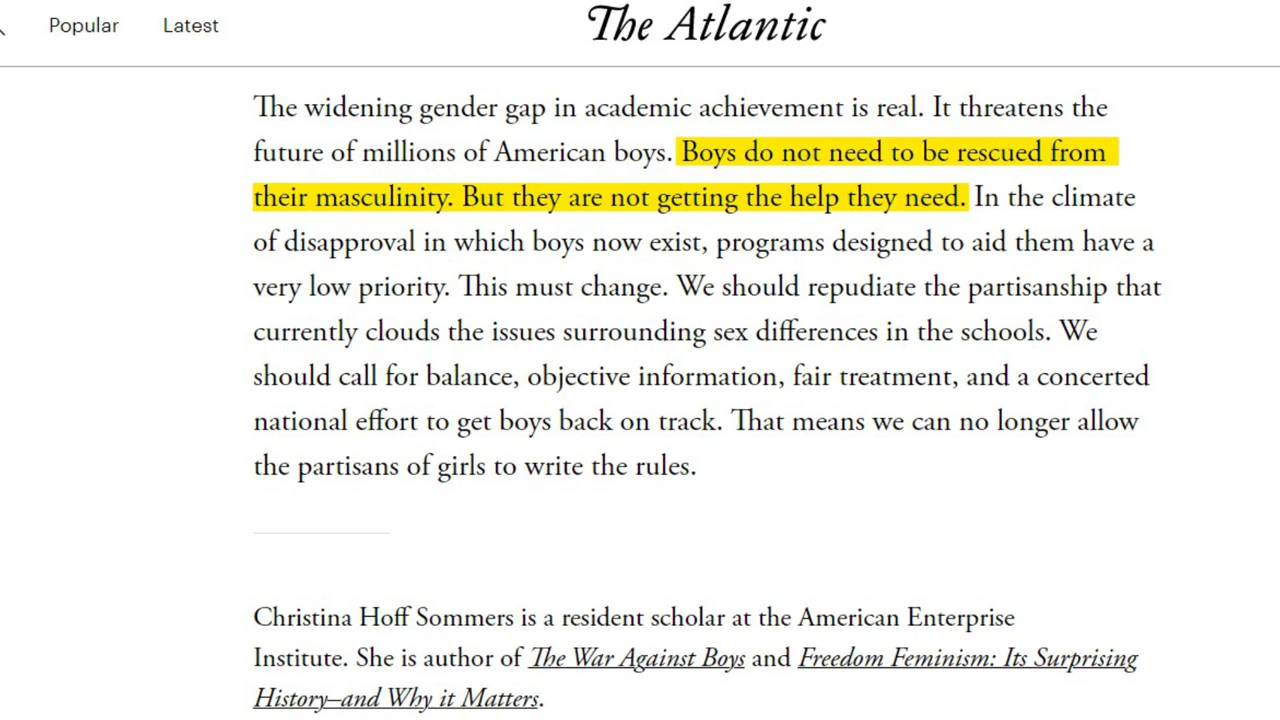 Popular Latest The Atlantic
The widening gender gap in academic achievement is real. It threatens the
future of millions of American boys. Boys do not need to be rescued from
their masculinity. But they are not getting the help they need. In the climate
of disapproval in which boys now exist, programs designed to aid them have a
very low priority. This must change. We should repudiate the partisanship that
currently clouds the issues surrounding sex differences in the schools. We
should call for balance, objective information, fair treatment, and a concerted
national effort to get boys back on track. That means we can no longer allow
the partisans of girls to write the rules.
Christina Hoff Sommers is a resident scholar at the American Enterprise
Institute. She is author of The War Against Boys and Freedom Feminism: Its Surprising
History—and Why it Matters.